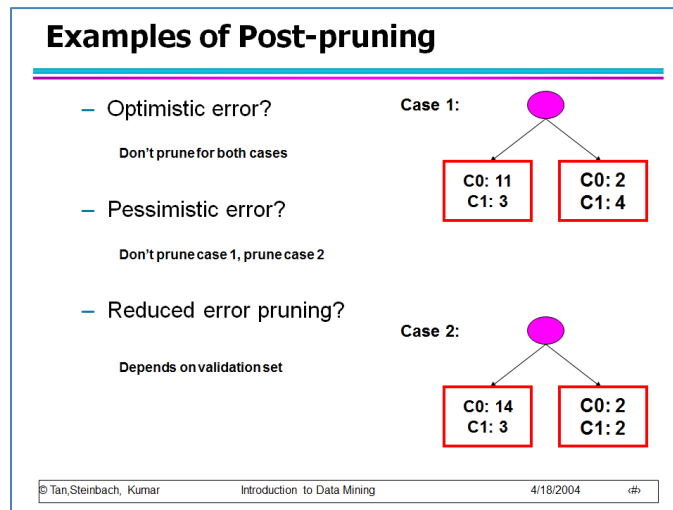 Examples of Post-pruning
– Optimistic error?
Don't prune for both cases
– Pessimistic error?
Don't prune case 1, prune case 2
– Reduced error pruning?
Depends on validation set
Case 1:
C0: 11
C1: 3
C0: 2
C1: 4
Case 2:
C0: 14
C1: 3
C0: 2
C1: 2
© Tan,Steinbach, Kumar Introduction to Data Mining 4/18/2004 ‹#›